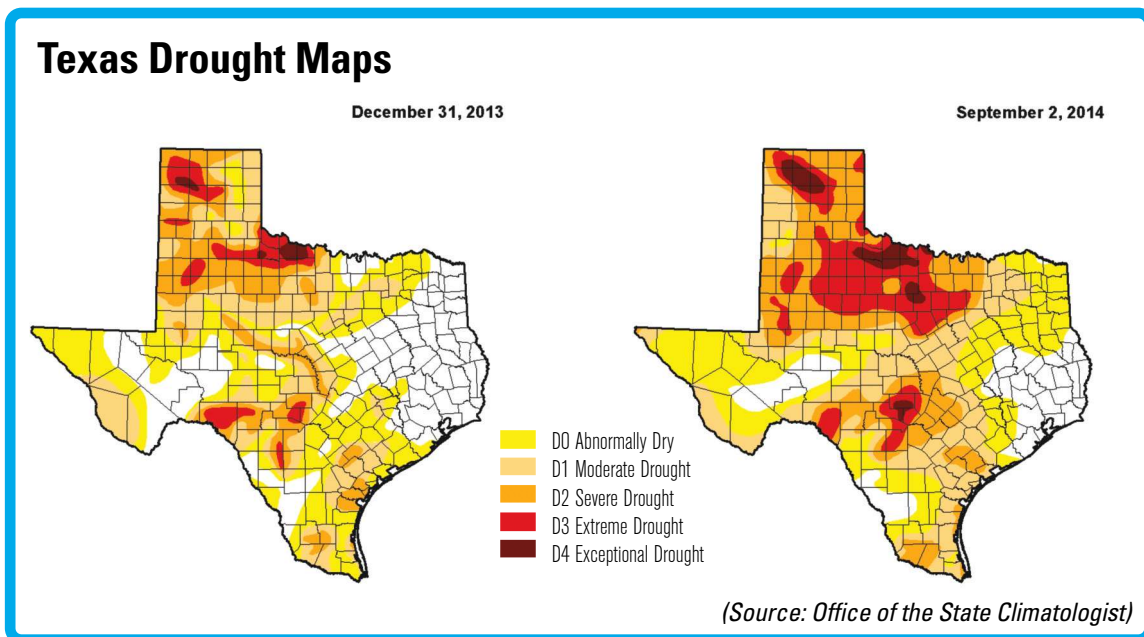 Texas Drought Maps
December 31, 2013
September 2, 2014
D0 Abnormally Dry
D1 Moderate Drought
D2 Severe Drought
D3 Extreme Drought
D4 Exceptional Drought
(Source: Office of the State Climatologist)